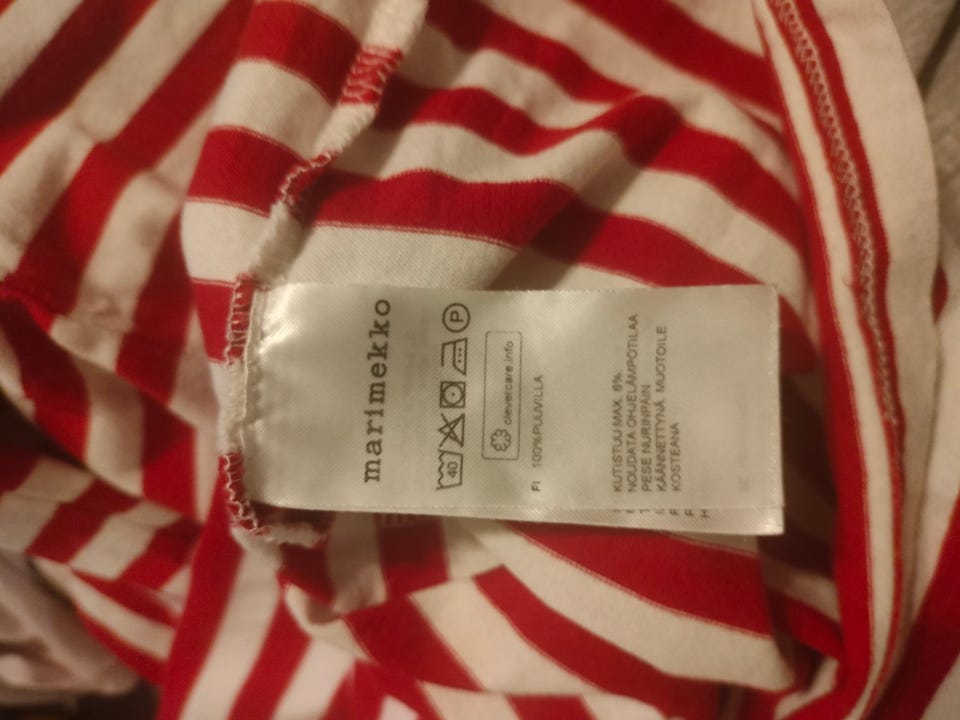 marimekko
40 P
clevercare.info
FI 100%PUUVILLA
KUTISTUU MAX. 6%
NOUDATA OHJELÄMPÖTILAA
PESE NURINPÄIN
KÄÄNNETTYNÄ. MUOTOILE
KOSTEANA